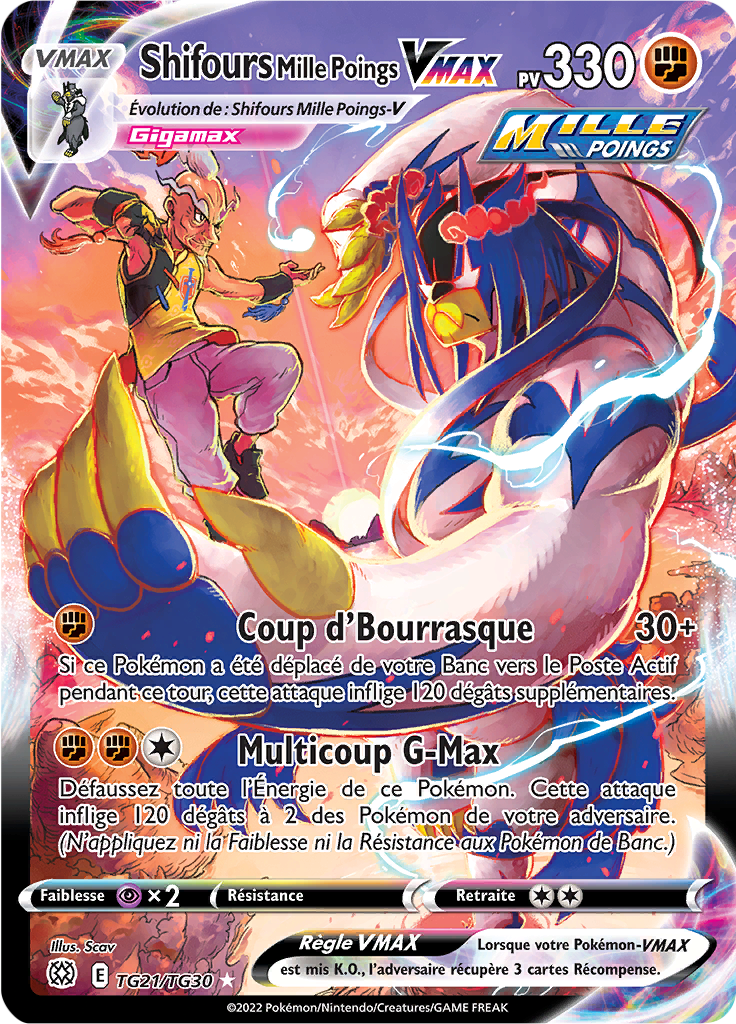 VMAX
Shifours Mille Poings VMAX PV 330
Évolution de : Shifours Mille Poings-V
Gigamax
MILLE
POINGS
Coup d'Bourrasque 30+
Si ce Pokémon a été déplacé de votre Banc vers le Poste Actif
pendant ce tour, cette attaque inflige 120 dégâts supplémentaires.
Multicoup G-Max
Défaussez toute l'Énergie de ce Pokémon. Cette attaque
inflige 120 dégâts à 2 des Pokémon de votre adversaire.
(N'appliquez ni la Faiblesse ni la Résistance aux Pokémon de Banc.)
Faiblesse ×2 Résistance Retraite
Illus. Scav
E TG21/TG30
Règle VMAX Lorsque votre Pokémon-VMAX
est mis K.O., l'adversaire récupère 3 cartes Récompense.
©2022 Pokémon/Nintendo/Creatures/GAME FREAK